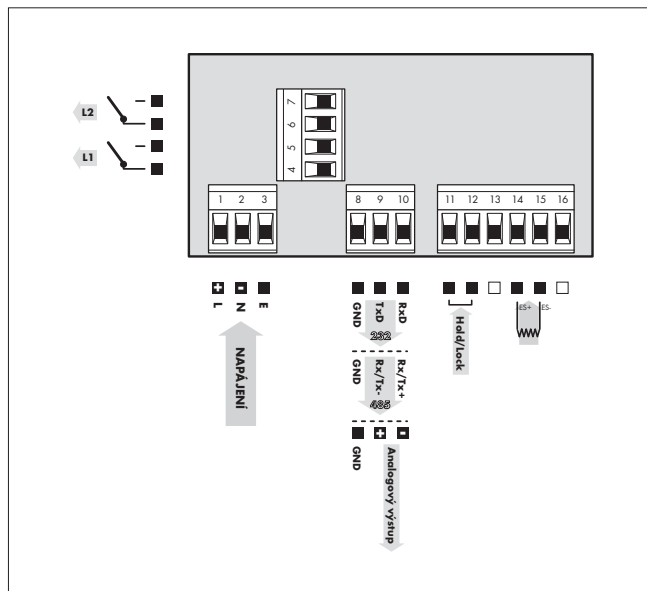 L2
L1
7
6
5
4
1 2 3
8 9 10
11 12 13 14 15 16
+ L
- N
E
NAPÁJENÍ
GND
TxD
RxD
232
GND
Rx/Tx-
Rx/Tx+
485
GND
+
-
Analogový výstup
Hold/Lock
ES+
ES-